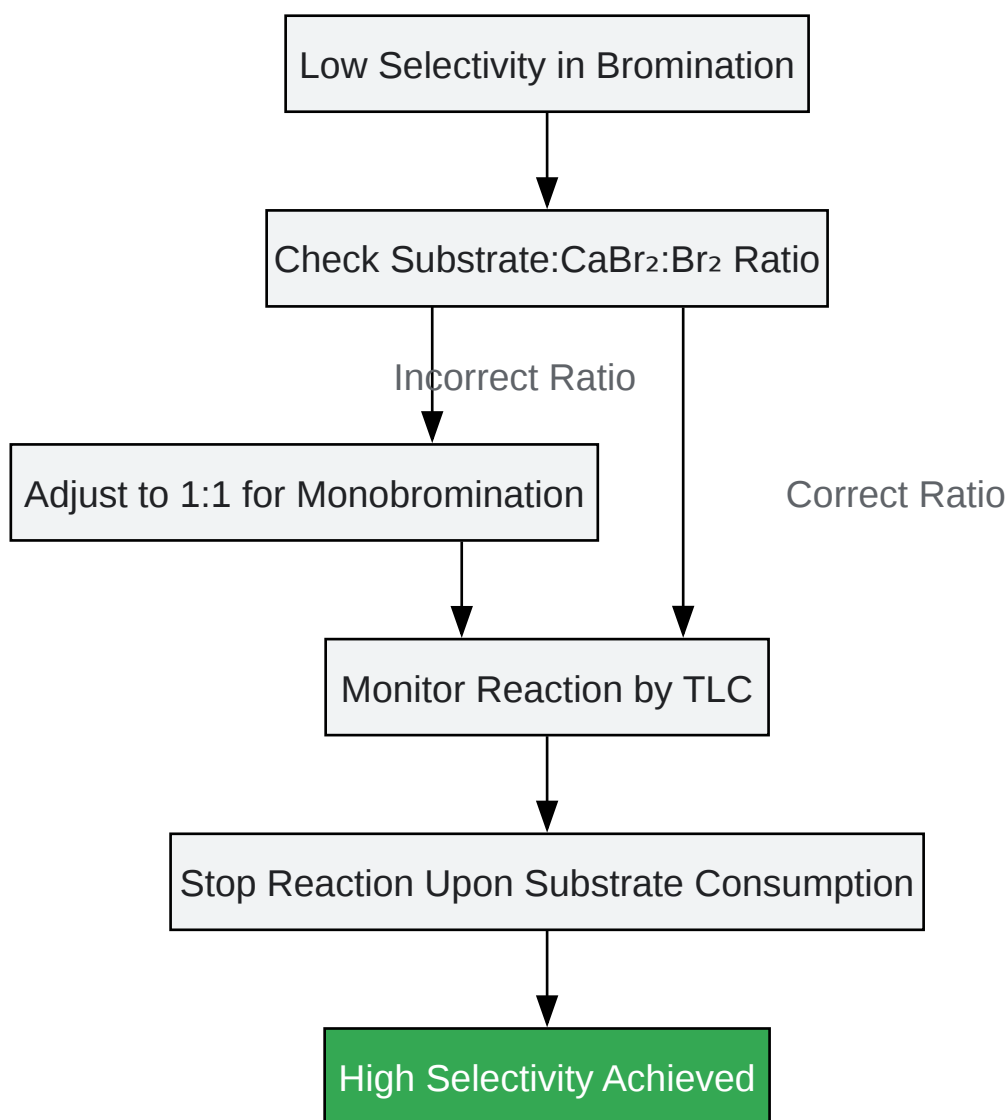 Low Selectivity in Bromination
Check Substrate:CaBr₂:Br₂ Ratio
Incorrect Ratio
Adjust to 1:1 for Monobromination
Correct Ratio
Monitor Reaction by TLC
Stop Reaction Upon Substrate Consumption
High Selectivity Achieved